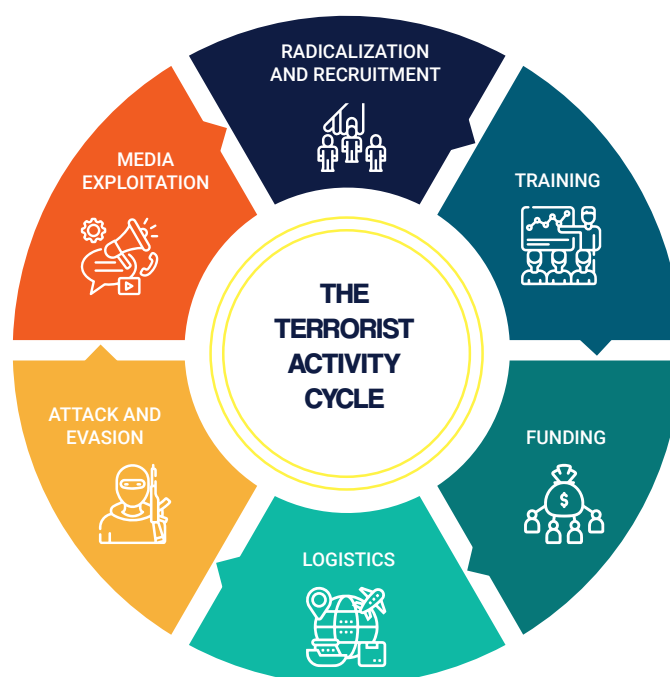 RADICALIZATION
AND RECRUITMENT
TRAINING
FUNDING
$
LOGISTICS
ATTACK AND
EVASION
MEDIA
EXPLOITATION
THE
TERRORIST
ACTIVITY
CYCLE